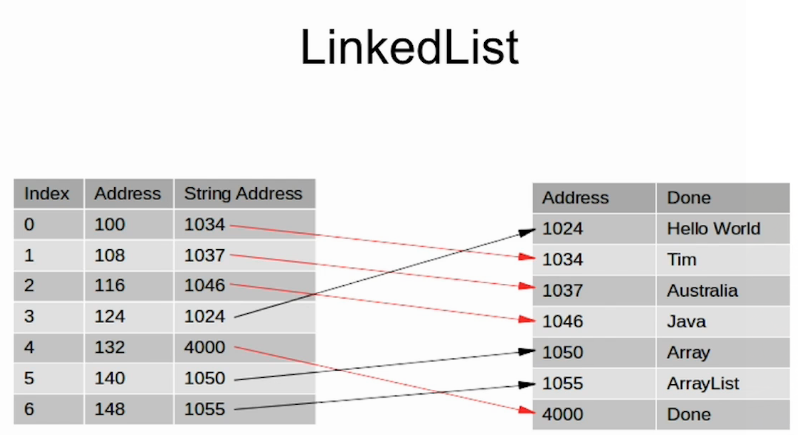 LinkedList
Index Address String Address
0 100 1034
1 108 1037
2 116 1046
3 124 1024
4 132 4000
5 140 1050
6 148 1055
Address Done
1024 Hello World
1034 Tim
1037 Australia
1046 Java
1050 Array
1055 ArrayList
4000 Done